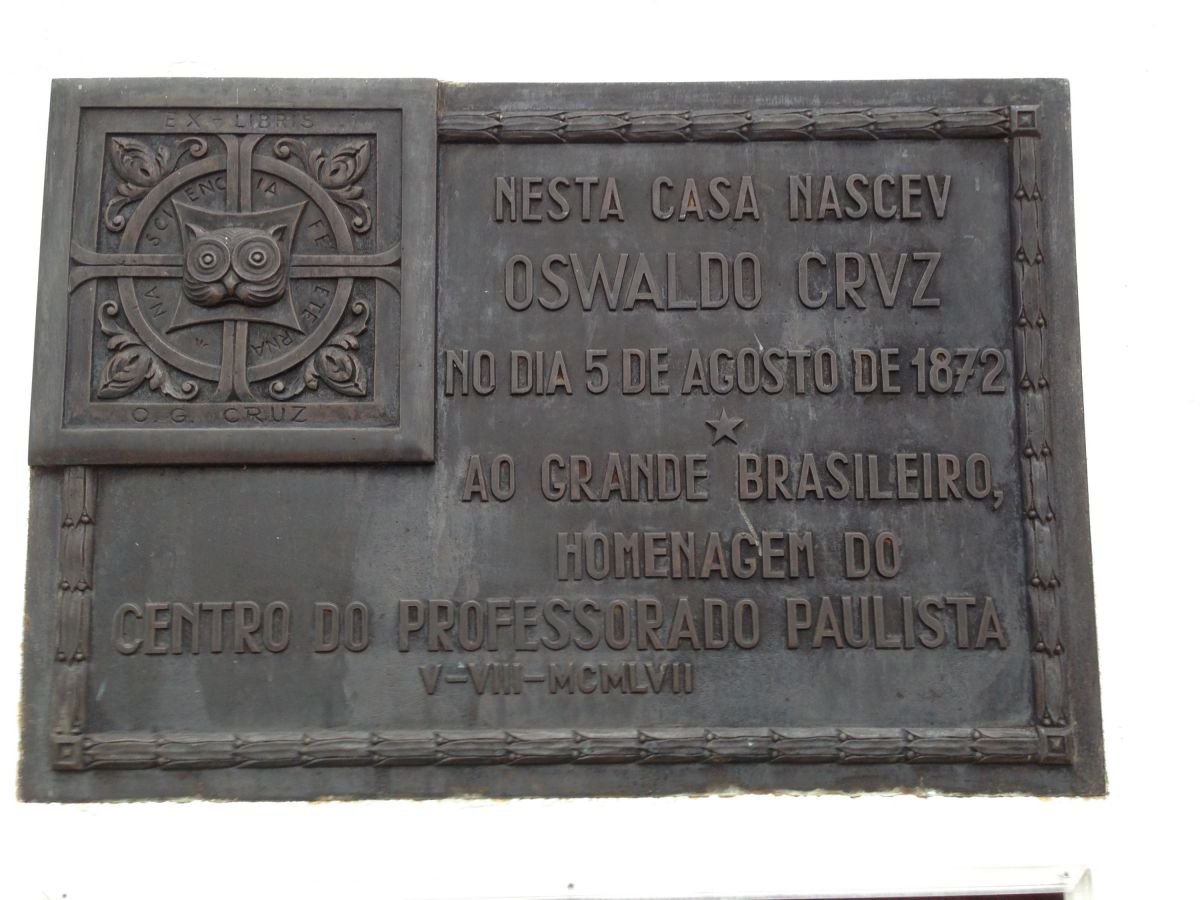 EX-LIBRIS
"NA SCIENCIA FÉ ETERNA"
O. G. CRUZ
NESTA CASA NASCEV
OSWALDO CRVZ
NO DIA 5 DE AGOSTO DE 1872
AO GRANDE BRASILEIRO,
HOMENAGEM DO
CENTRO DO PROFESSORADO PAULISTA
V-VIII-MCMLVII